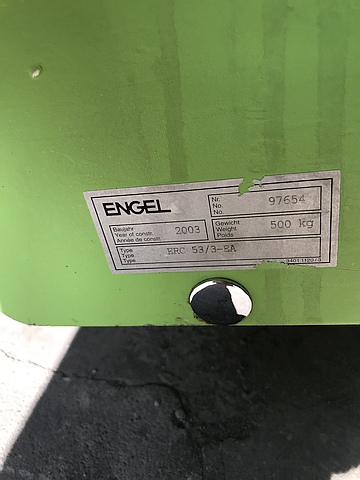 ENGEL
Nr.
No.
No.
97654
Baujahr
Year of constr.
Année de constr.
2003
Gewicht
Weight
Poids
500 kg
Type
Type
Type
ERC 53/3-EA